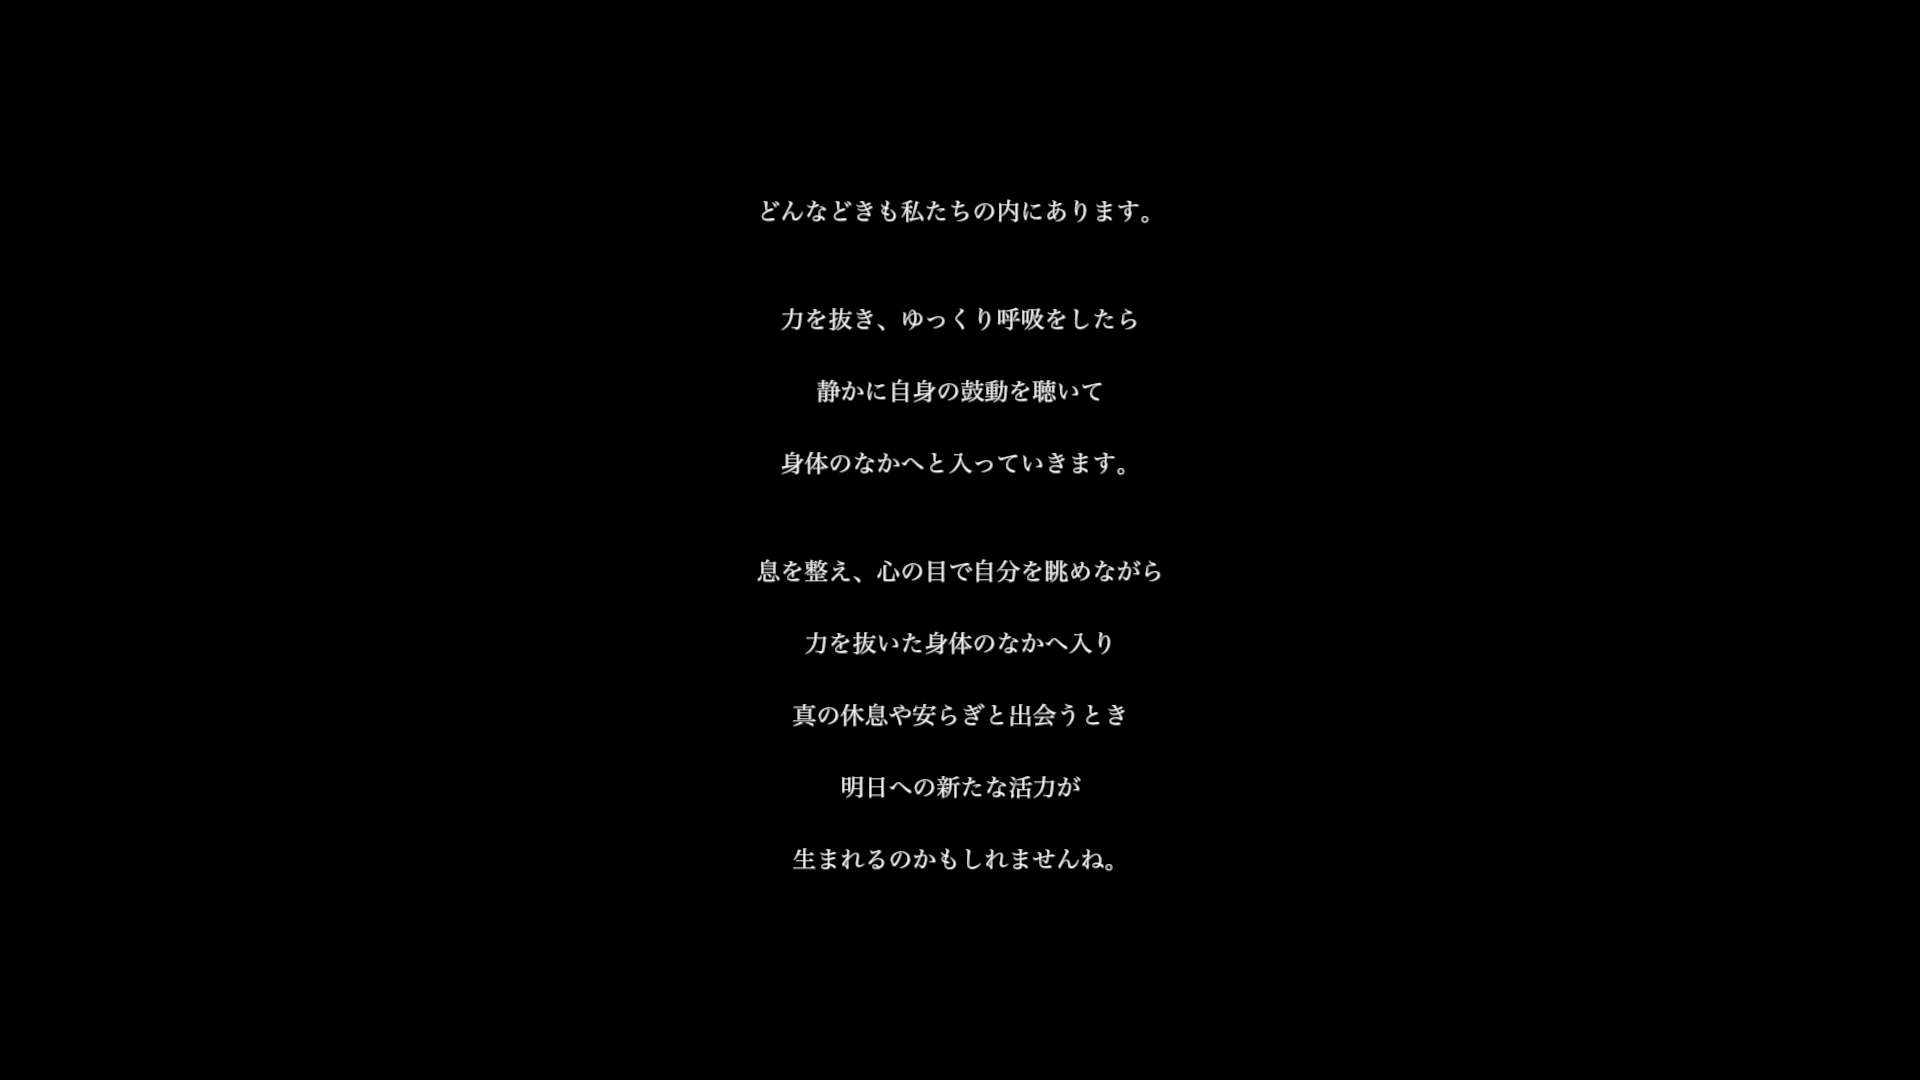 どんなどきも私たちの内にあります。
力を抜き、ゆっくり呼吸をしたら
静かに自身の鼓動を聴いて
身体のなかへと入っていきます。
息を整え、心の目で自分を眺めながら
力を抜いた身体のなかへ入り
真の休息や安らぎと出会うとき
明日への新たな活力が
生まれるのかもしれませんね。